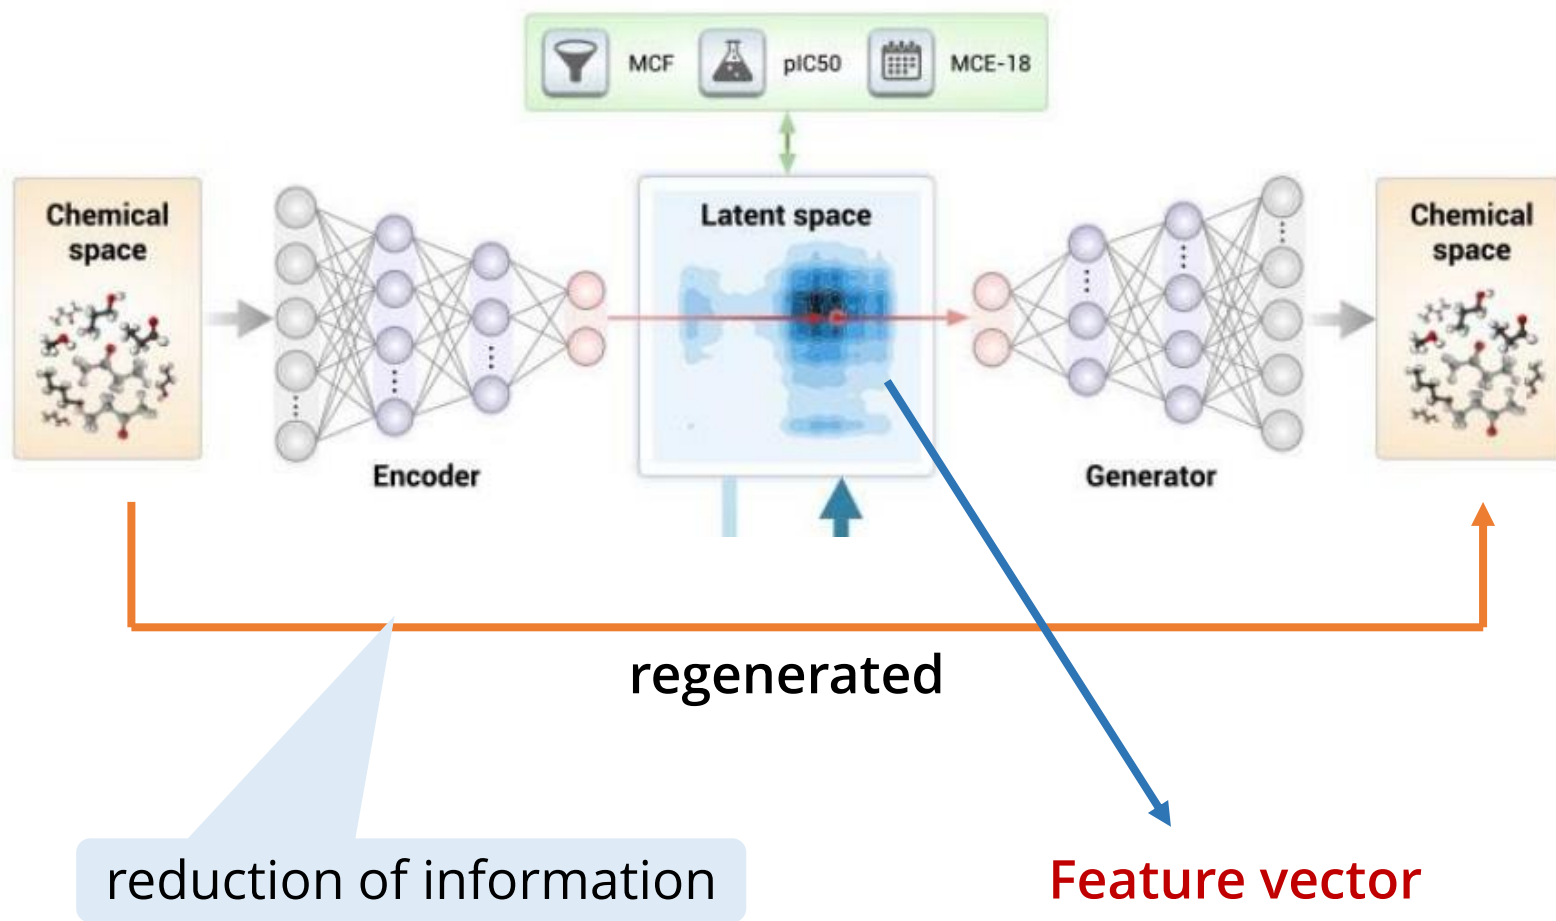 MCF
pIC50
MCE-18
Chemical
space
Latent space
Chemical
space
Encoder
Generator
regenerated
reduction of information
Feature vector